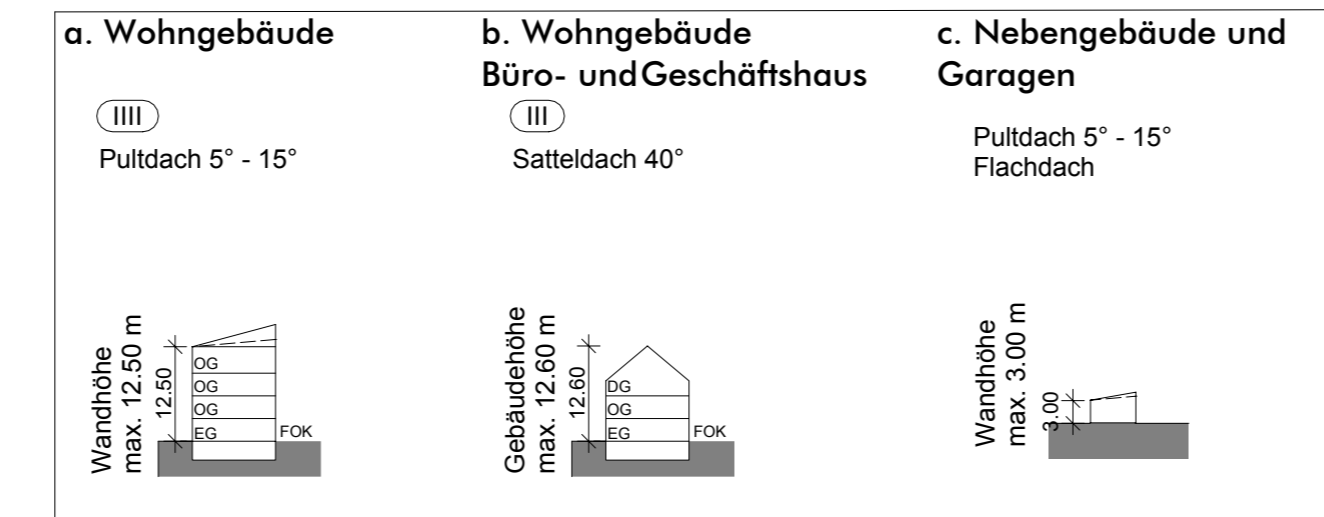 a. Wohngebäude
IIII
Pultdach 5° - 15°
Wandhöhe
max. 12.50 m
12.50
OG
OG
OG
EG
FOK
b. Wohngebäude
Büro- und Geschäftshaus
III
Satteldach 40°
Gebäudehöhe
max. 12.60 m
12.60
DG
OG
EG
FOK
c. Nebengebäude und
Garagen
Pultdach 5° - 15°
Flachdach
Wandhöhe
max. 3.00 m
3.00